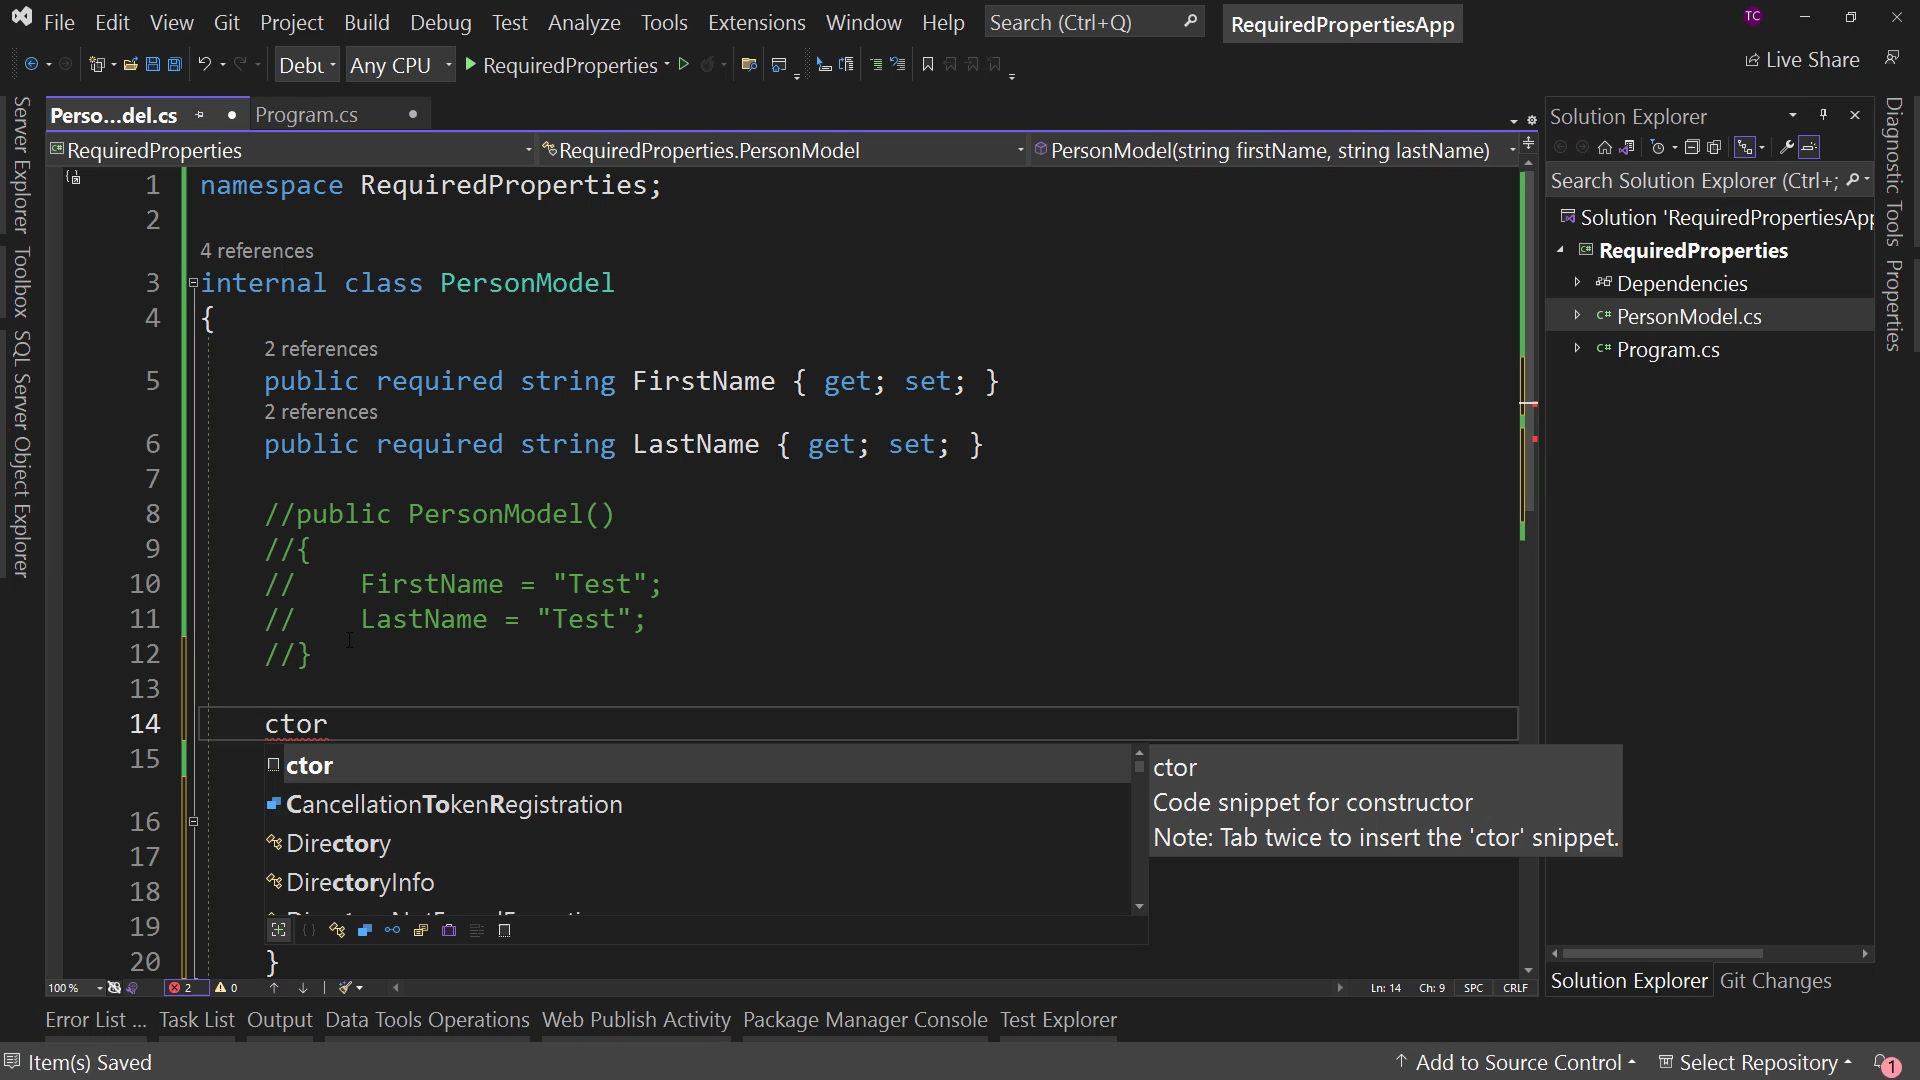 File Edit View Git Project Build Debug Test Analyze Tools Extensions Window Help Search (Ctrl+Q) RequiredPropertiesApp TC
Debu Any CPU RequiredProperties Live Share
Perso...del.cs Program.cs
RequiredProperties RequiredProperties.PersonModel PersonModel(string firstName, string lastName)
Server Explorer
Toolbox
SQL Server Object Explorer
1 namespace RequiredProperties;
2
4 references
3 internal class PersonModel
4 {
2 references
5 public required string FirstName { get; set; }
2 references
6 public required string LastName { get; set; }
7
8 //public PersonModel()
9 //{
10 // FirstName = "Test";
11 // LastName = "Test";
12 //}
13
14 ctor
15
16
17
18
19
20 }
ctor
CancellationTokenRegistration
Directory
DirectoryInfo
ctor
Code snippet for constructor
Note: Tab twice to insert the 'ctor' snippet.
100 % 2 0 Ln: 14 Ch: 9 SPC CRLF
Solution Explorer
Search Solution Explorer (Ctrl+;
Solution 'RequiredPropertiesApp
RequiredProperties
Dependencies
C# PersonModel.cs
C# Program.cs
Solution Explorer Git Changes
Diagnostic Tools
Properties
Error List ... Task List Output Data Tools Operations Web Publish Activity Package Manager Console Test Explorer
Item(s) Saved Add to Source Control Select Repository 1